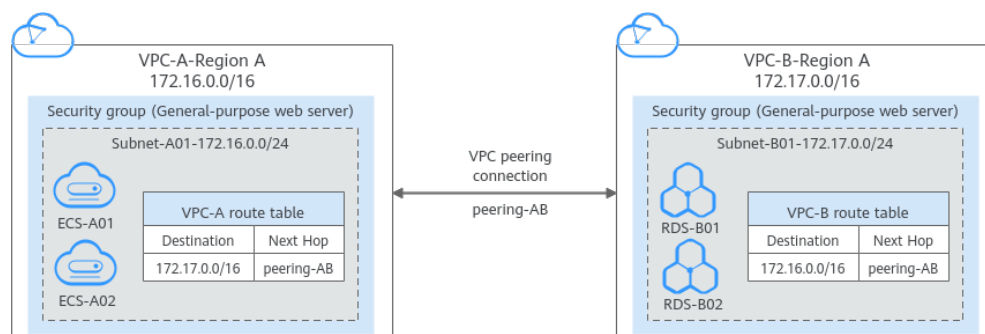 VPC-A-Region A
172.16.0.0/16
Security group (General-purpose web server)
Subnet-A01-172.16.0.0/24
ECS-A01
ECS-A02
VPC-A route table
Destination
Next Hop
172.17.0.0/16
peering-AB
VPC peering
connection
peering-AB
VPC-B-Region A
172.17.0.0/16
Security group (General-purpose web server)
Subnet-B01-172.17.0.0/24
RDS-B01
RDS-B02
VPC-B route table
Destination
Next Hop
172.16.0.0/16
peering-AB